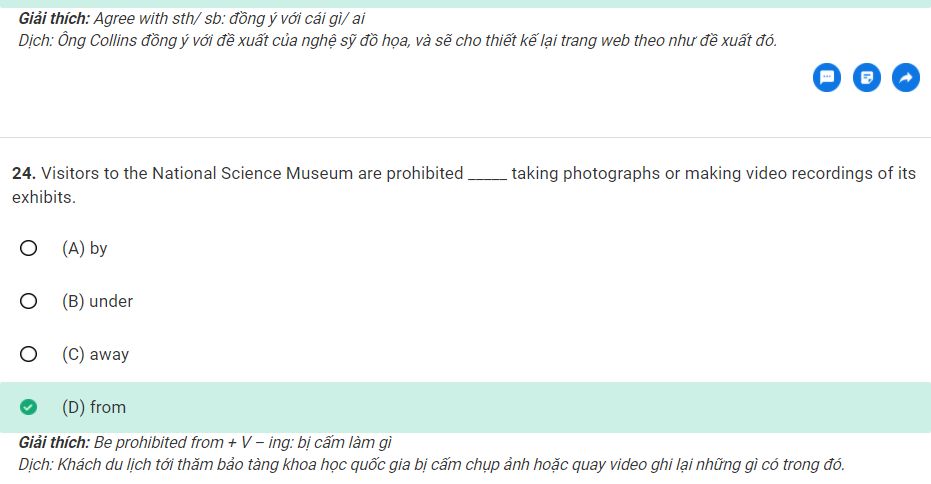 Giải thích: Agree with sth/ sb: đồng ý với cái gì/ ai
Dịch: Ông Collins đồng ý với đề xuất của nghệ sỹ đồ họa, và sẽ cho thiết kế lại trang web theo như đề xuất đó.
24. Visitors to the National Science Museum are prohibited _____ taking photographs or making video recordings of its
exhibits.
(A) by
(B) under
(C) away
(D) from
Giải thích: Be prohibited from + V – ing: bị cấm làm gì
Dịch: Khách du lịch tới thăm bảo tàng khoa học quốc gia bị cấm chụp ảnh hoặc quay video ghi lại những gì có trong đó.